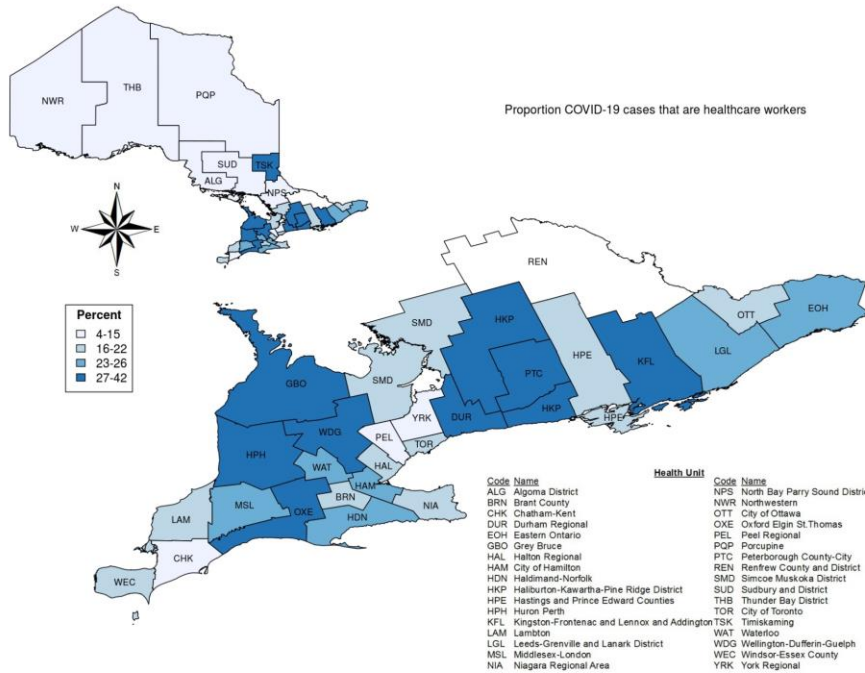 Proportion COVID-19 cases that are healthcare workers
NWR
THB
PQP
SUD
TSK
ALG
NPS
N
W
E
S
Percent
4-15
16-22
23-26
27-42
REN
SMD
HKP
OTT
EOH
HPE
KFL
LGL
PTC
SMD
GBO
YRK
DUR
HKP
HPE
WDG
PEL
TOR
HPH
WAT
HAL
HAM
MSL
BRN
NIA
OXE
HDN
LAM
CHK
WEC
Health Unit
Code Name
ALG Algoma District
BRN Brant County
CHK Chatham-Kent
DUR Durham Regional
EOH Eastern Ontario
GBO Grey Bruce
HAL Halton Regional
HAM City of Hamilton
HDN Haldimand-Norfolk
HKP Haliburton-Kawartha-Pine Ridge District
HPE Hastings and Prince Edward Counties
HPH Huron Perth
KFL Kingston-Frontenac and Lennox and Addington
LAM Lambton
LGL Leeds-Grenville and Lanark District
MSL Middlesex-London
NIA Niagara Regional Area
Code Name
NPS North Bay Parry Sound Distri
NWR Northwestern
OTT City of Ottawa
OXE Oxford Elgin St.Thomas
PEL Peel Regional
PQP Porcupine
PTC Peterborough County-City
REN Renfrew County and District
SMD Simcoe Muskoka District
SUD Sudbury and District
THB Thunder Bay District
TOR City of Toronto
TSK Timiskaming
WAT Waterloo
WDG Wellington-Dufferin-Guelph
WEC Windsor-Essex County
YRK York Regional